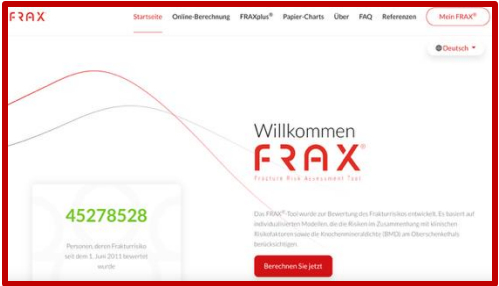 FRAX
Startseite Online-Berechnung FRAXplus® Papier-Charts Über FAQ Referenzen Mein FRAX®
Deutsch
Willkommen
FRAX®
Fracture Risk Assessment Tool
45278528
Personen, deren Frakturrisiko
seit dem 1. Juni 2011 bewertet
wurde
Das FRAX®-Tool wurde zur Bewertung des Frakturrisikos entwickelt. Es basiert auf
individualisierten Modellen, die die Risiken im Zusammenhang mit klinischen
Risikofaktoren sowie die Knochenmineraldichte (BMD) am Oberschenkelhals
berücksichtigen.
Berechnen Sie jetzt